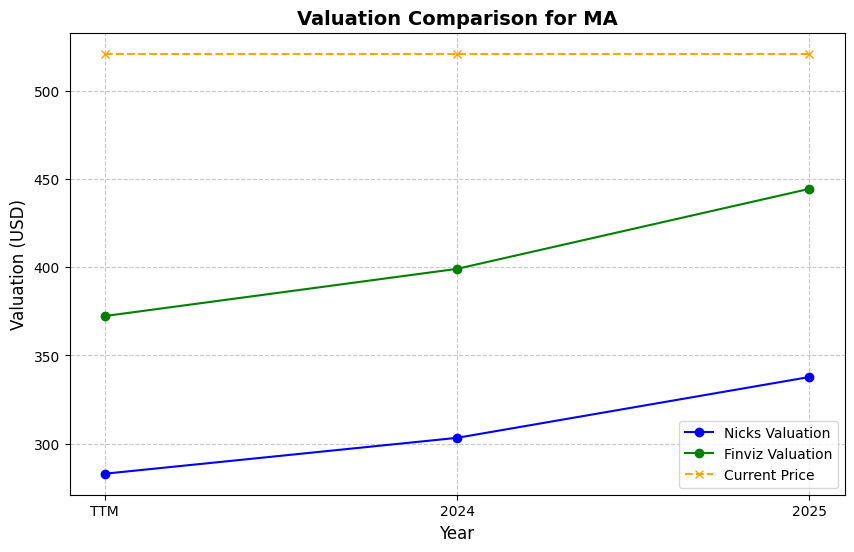 Valuation Comparison for MA
Valuation (USD)
500
450
400
350
300
TTM
2024
2025
Year
Nicks Valuation
Finviz Valuation
Current Price